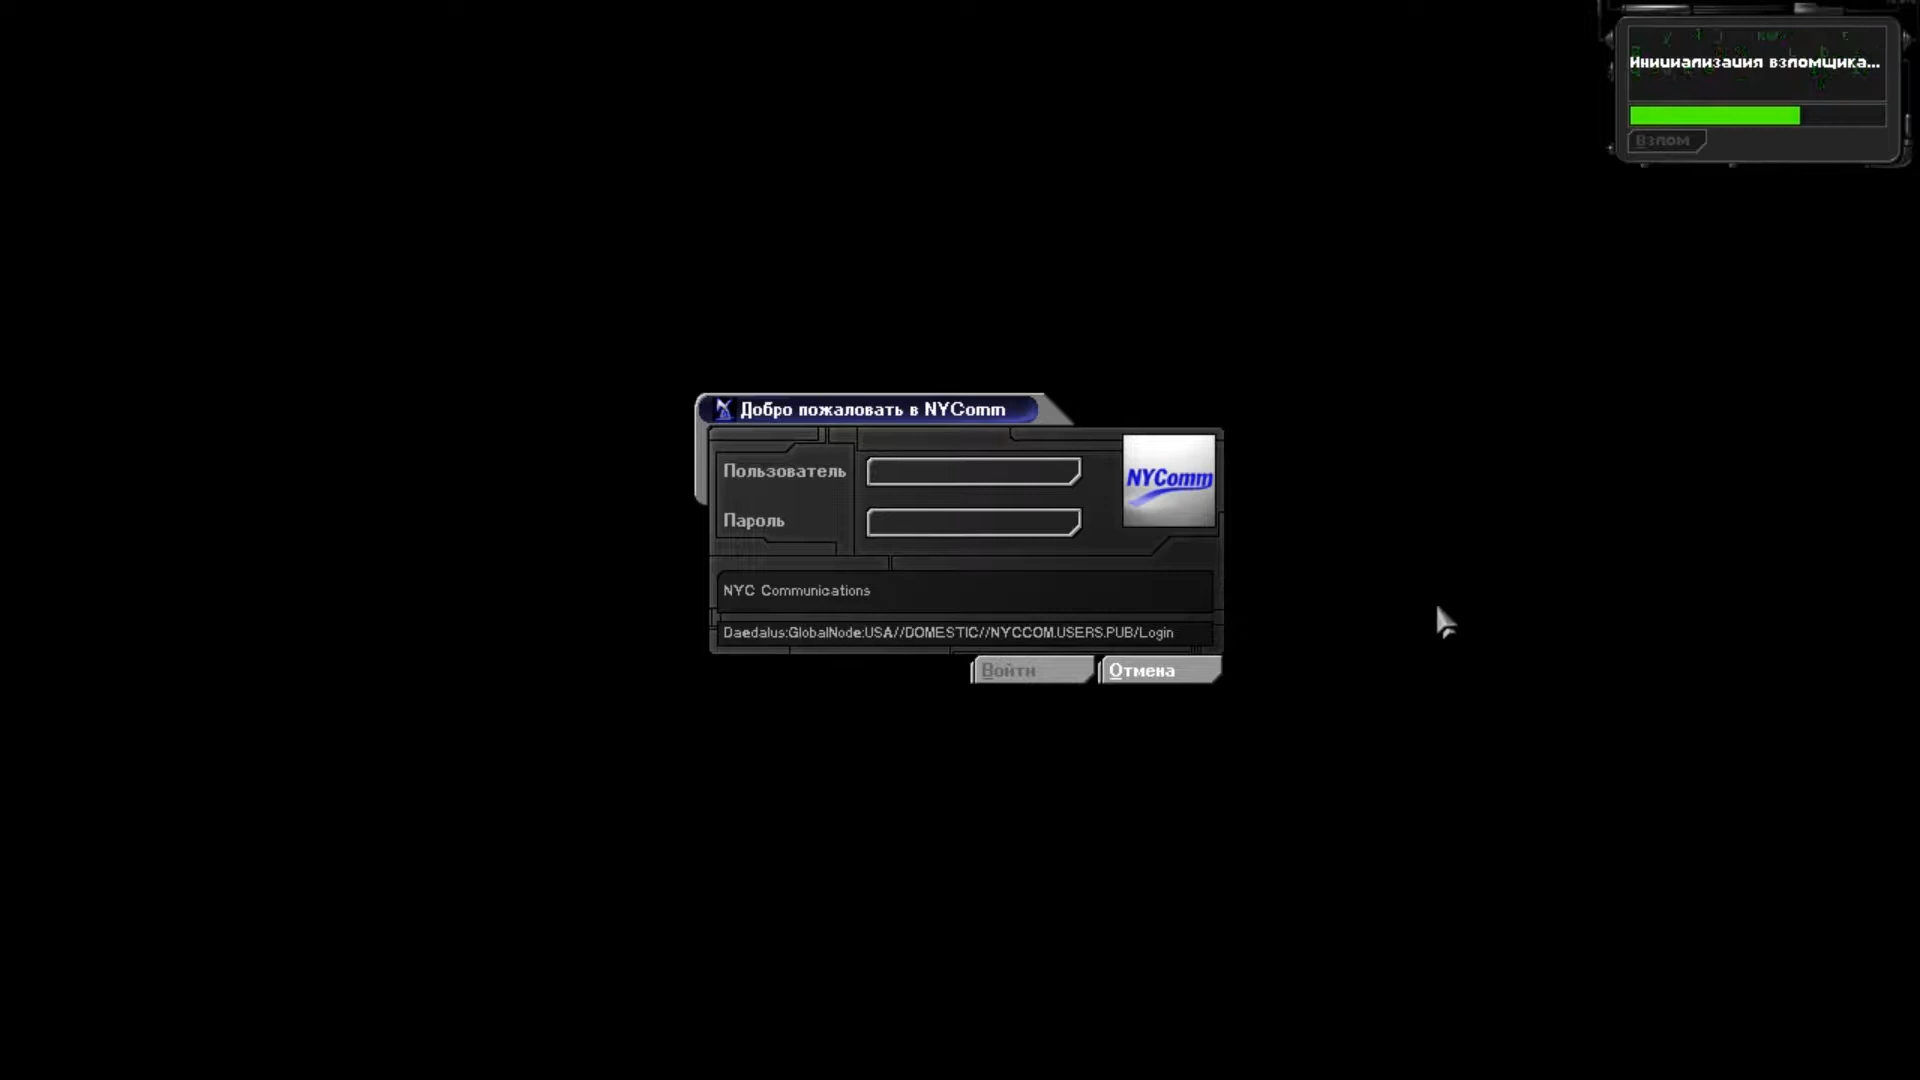 Инициализация взломщика...
Взлом
Добро пожаловать в NYComm
Пользователь
NYComm
Пароль
NYC Communications
Daedalus:GlobalNode:USA//DOMESTIC//NYCCOM.USERS.PUB/Login
Войти
Отмена